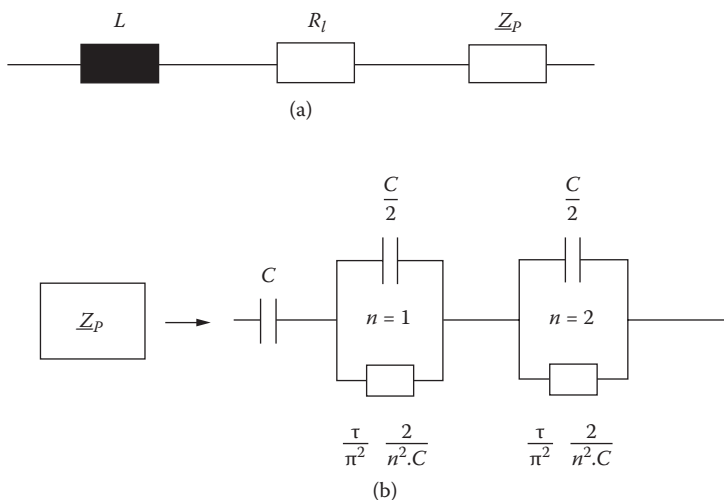 L R_l Z_P
(a)
C/2 C/2
C
Z_P n = 1 n = 2
τ/π² 2/n².C τ/π² 2/n².C
(b)